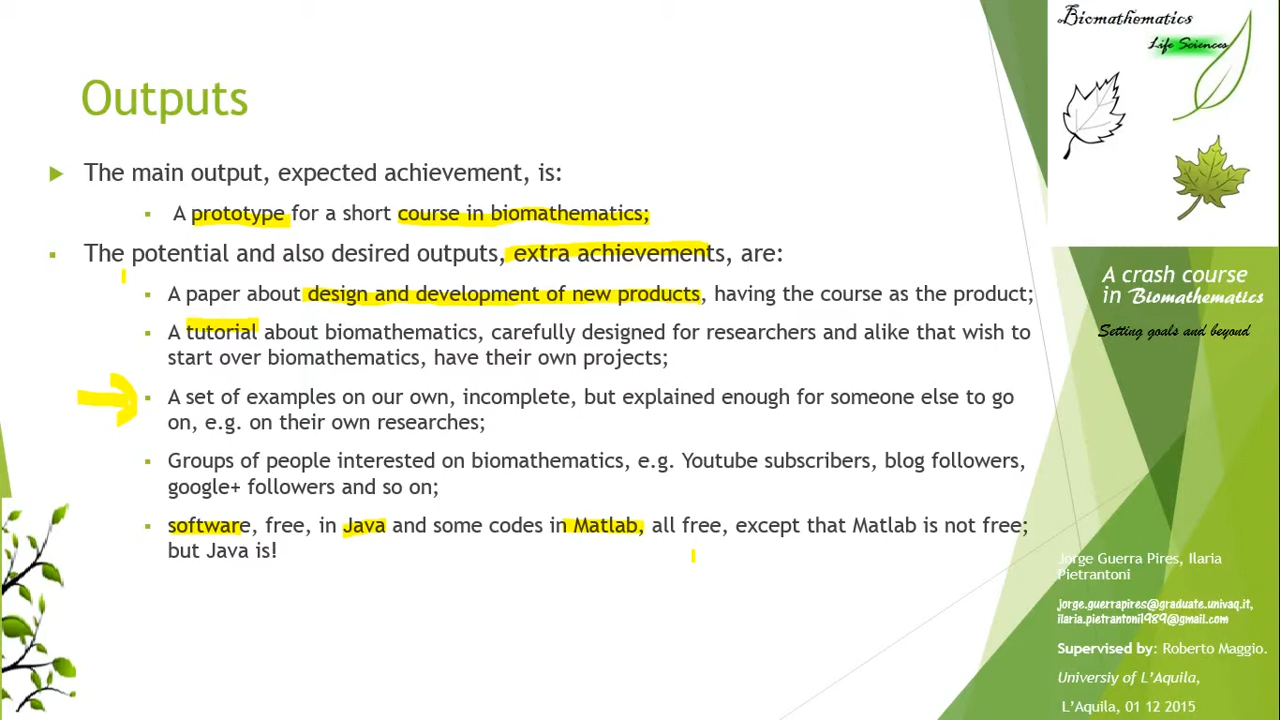 Outputs
The main output, expected achievement, is:
A prototype for a short course in biomathematics;
The potential and also desired outputs, extra achievements, are:
A paper about design and development of new products, having the course as the product;
A tutorial about biomathematics, carefully designed for researchers and alike that wish to
start over biomathematics, have their own projects;
A set of examples on our own, incomplete, but explained enough for someone else to go
on, e.g. on their own researches;
Groups of people interested on biomathematics, e.g. Youtube subscribers, blog followers,
google+ followers and so on;
software, free, in Java and some codes in Matlab, all free, except that Matlab is not free;
but Java is!
Biomathematics
Life Sciences
A crash course
in Biomathematics
Setting goals and beyond
Jorge Guerra Pires, Ilaria
Pietrantoni
jorge.guerrapires@graduate.univaq.it,
ilaria.pietrantoni1989@gmail.com
Supervised by: Roberto Maggio.
Universiy of L'Aquila,
L'Aquila, 01 12 2015